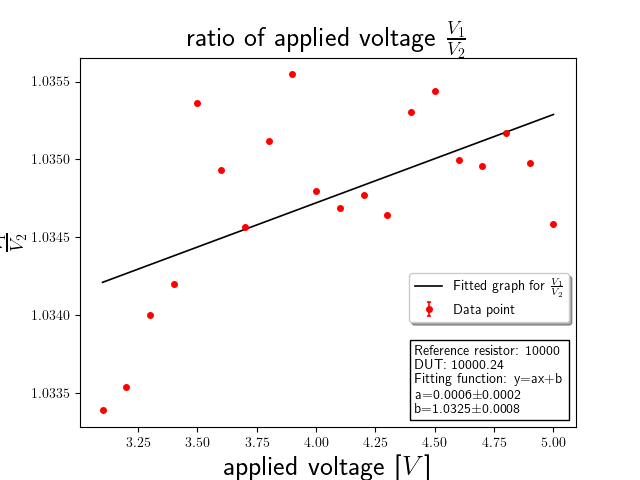 ratio of applied voltage V₁/V₂
1.0355
1.0350
1.0345
1.0340
1.0335
V₁/V₂
Fitted graph for V₁/V₂
Data point
Reference resistor: 10000
DUT: 10000.24
Fitting function: y=ax+b
a=0.0006±0.0002
b=1.0325±0.0008
3.25 3.50 3.75 4.00 4.25 4.50 4.75 5.00
applied voltage [V]